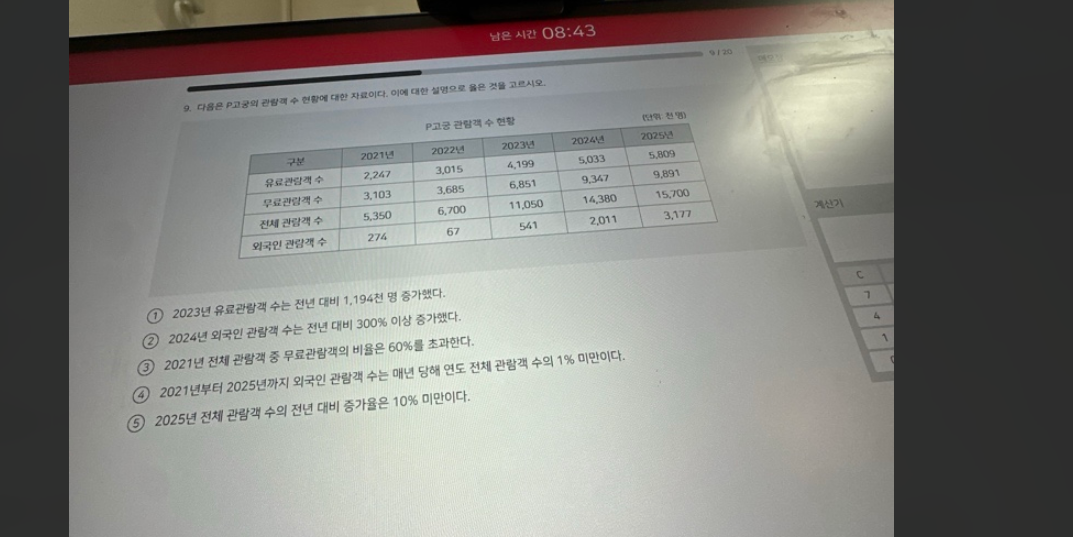 남은 시간 08:43
9 / 20
9. 다음은 P고궁의 관람객 수 현황에 대한 자료이다. 이에 대한 설명으로 옳은 것을 고르시오.
P고궁 관람객 수 현황
(단위: 천 명)
구분 2021년 2022년 2023년 2024년 2025년
유료관람객 수 2,247 3,015 4,199 5,033 5,809
무료관람객 수 3,103 3,685 6,851 9,347 9,891
전체 관람객 수 5,350 6,700 11,050 14,380 15,700
외국인 관람객 수 274 67 541 2,011 3,177
① 2023년 유료관람객 수는 전년 대비 1,194천 명 증가했다.
② 2024년 외국인 관람객 수는 전년 대비 300% 이상 증가했다.
③ 2021년 전체 관람객 중 무료관람객의 비율은 60%를 초과한다.
④ 2021년부터 2025년까지 외국인 관람객 수는 매년 당해 연도 전체 관람객 수의 1% 미만이다.
⑤ 2025년 전체 관람객 수의 전년 대비 증가율은 10% 미만이다.
계산기
C
7
4
1